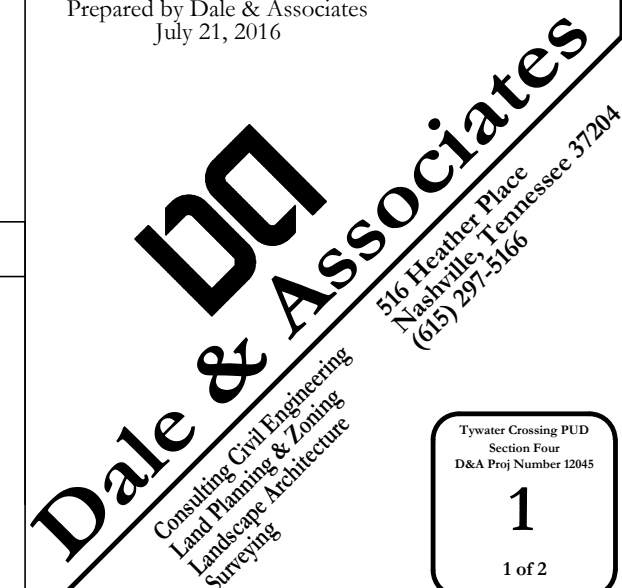 Prepared by Dale & Associates
July 21, 2016
Dale & Associates
516 Heather Place
Nashville, Tennessee 37204
(615) 297-5166
Consulting Civil Engineering
Land Planning & Zoning
Landscape Architecture
Surveying
Tywater Crossing PUD
Section Four
D&A Proj Number 12045
1
1 of 2